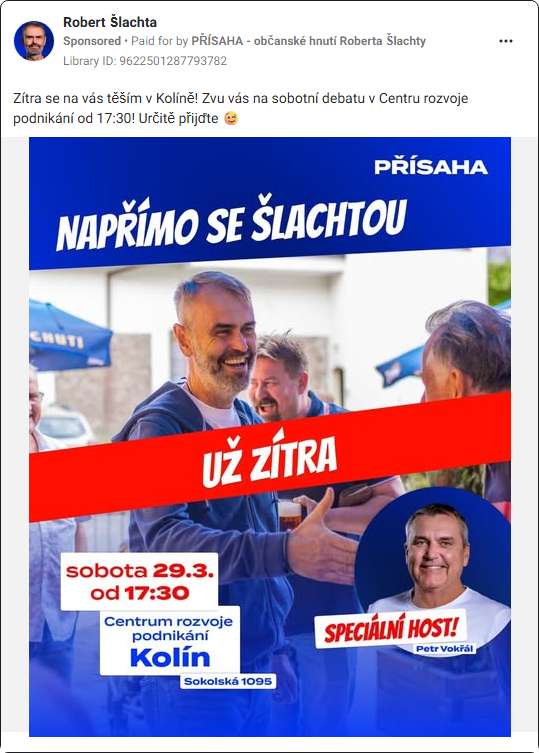 Robert Šlachta
Sponsored • Paid for by PŘÍSAHA - občanské hnutí Roberta Šlachty
Library ID: 9622501287793782
Zítra se na vás těším v Kolíně! Zvu vás na sobotní debatu v Centru rozvoje
podnikání od 17:30! Určitě přijďte 😉
PŘÍSAHA
NAPŘÍMO SE ŠLACHTOU
CHUTI
UŽ ZÍTRA
sobota 29.3.
od 17:30
Centrum rozvoje
podnikání
Kolín
Sokolská 1095
SPECIÁLNÍ HOST!
Petr Vokřál